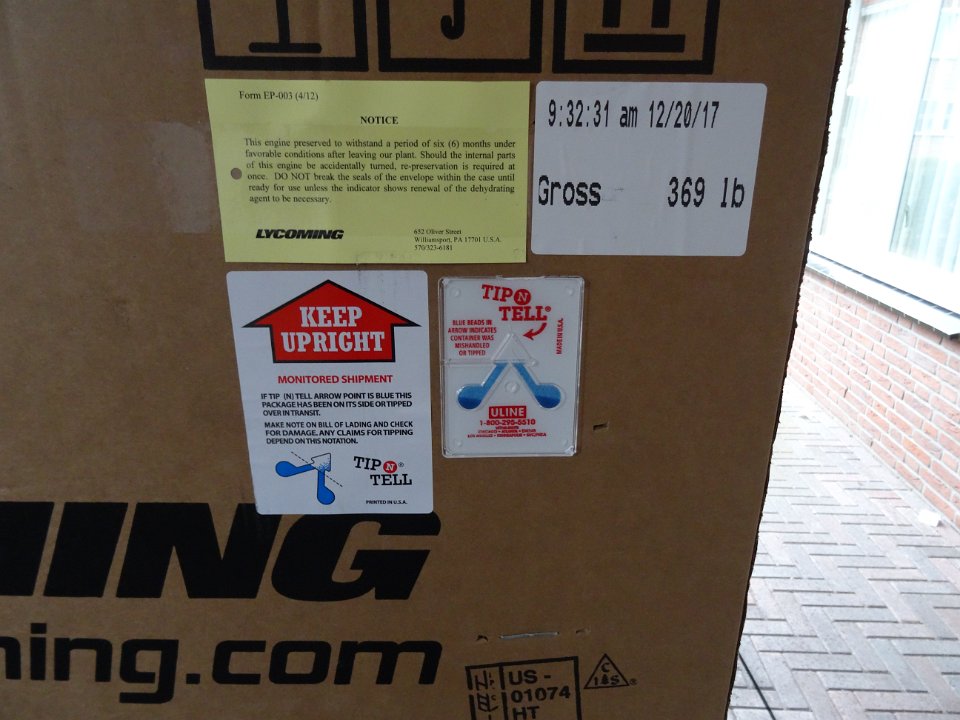 Form EP-003 (4/12)
NOTICE
This engine preserved to withstand a period of six (6) months under
favorable conditions after leaving our plant. Should the internal parts
of this engine be accidentally turned, re-preservation is required at
once. DO NOT break the seals of the envelope within the case until
ready for use unless the indicator shows renewal of the dehydrating
agent to be necessary.
LYCOMING
652 Oliver Street
Williamsport, PA 17701 U.S.A.
570/323-6181
9:32:31 am 12/20/17
Gross 369 lb
KEEP
UPRIGHT
MONITORED SHIPMENT
IF TIP (N) TELL ARROW POINT IS BLUE THIS
PACKAGE HAS BEEN ON ITS SIDE OR TIPPED
OVER IN TRANSIT.
MAKE NOTE ON BILL OF LADING AND CHECK
FOR DAMAGE. ANY CLAIMS FOR TIPPING
DEPEND ON THIS NOTATION.
TIP N
TELL®
PRINTED IN U.S.A.
TIP N
TELL®
BLUE BEADS IN
ARROW INDICATES
CONTAINER WAS
MISHANDLED
OR TIPPED
MADE IN U.S.A.
ULINE
1-800-295-5510
MING
ning.com
US -
01074
HT
C